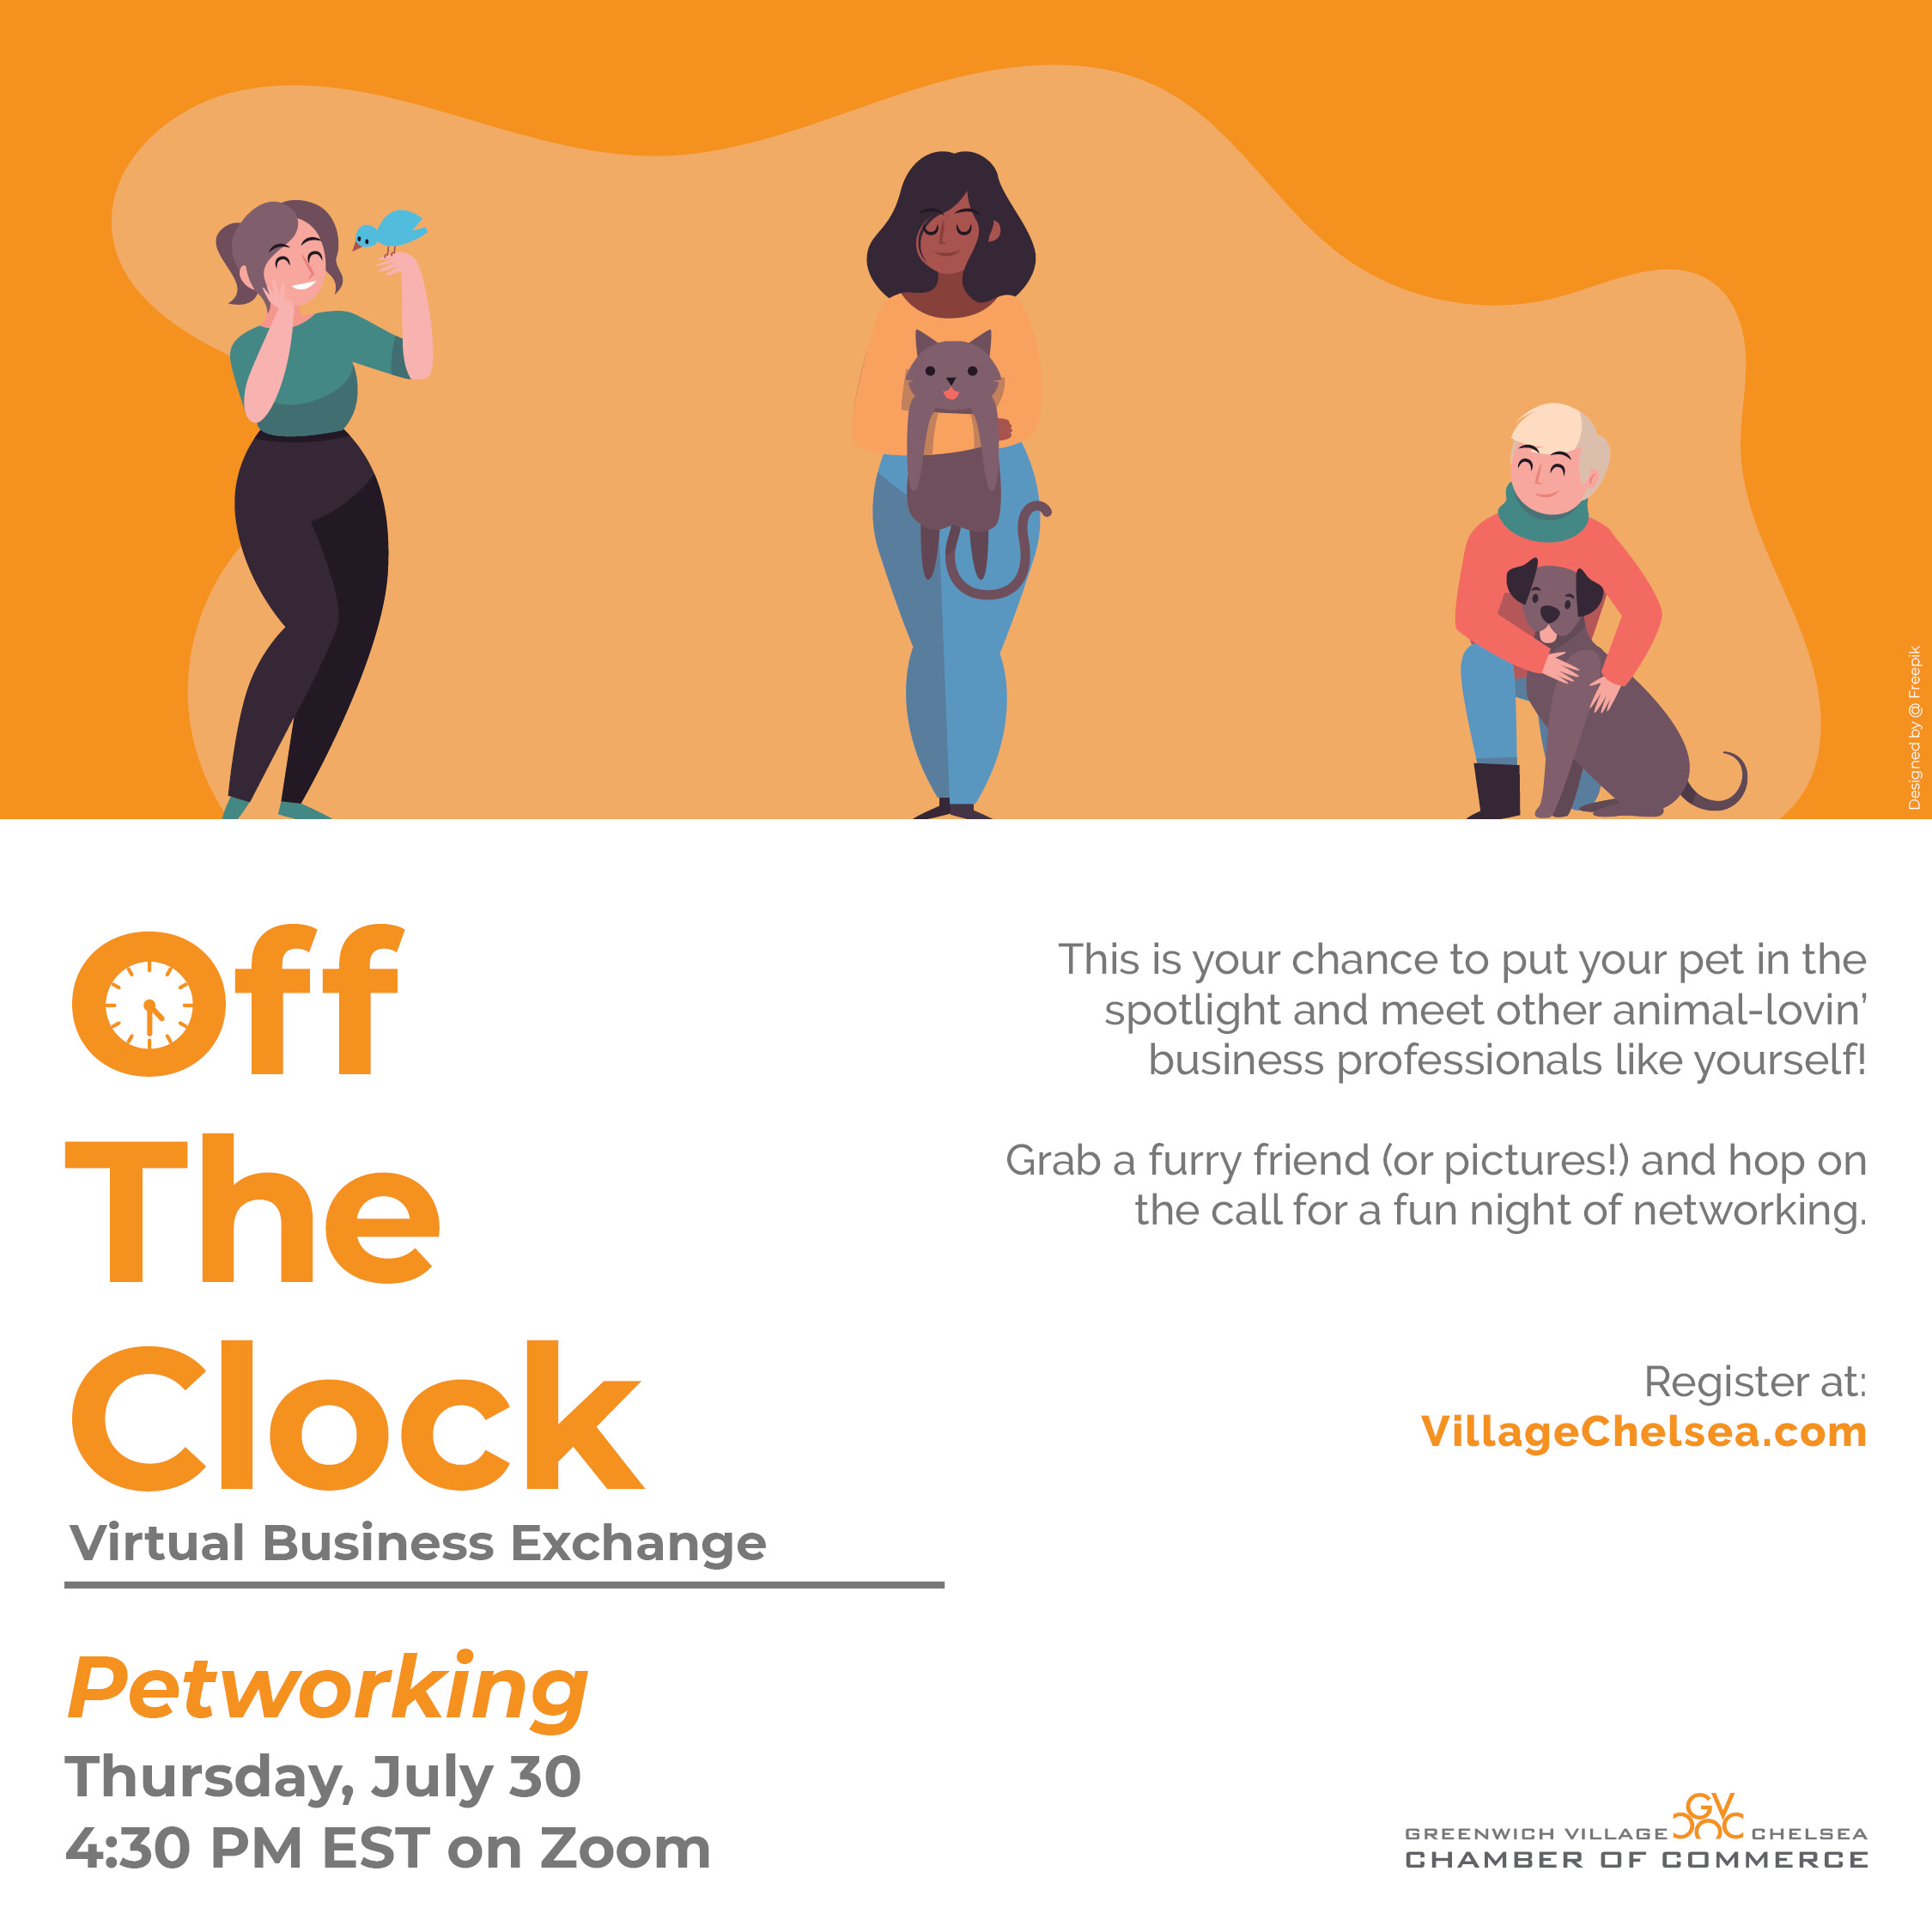 Designed by @ Freepik
Off
The
Clock
Virtual Business Exchange
Petworking
Thursday, July 30
4:30 PM EST on Zoom
This is your chance to put your pet in the
spotlight and meet other animal-lovin’
business professionals like yourself!
Grab a furry friend (or pictures!) and hop on
the call for a fun night of networking.
Register at:
VillageChelsea.com
GREENWICH VILLAGE GVCCC CHELSEA
CHAMBER OF COMMERCE